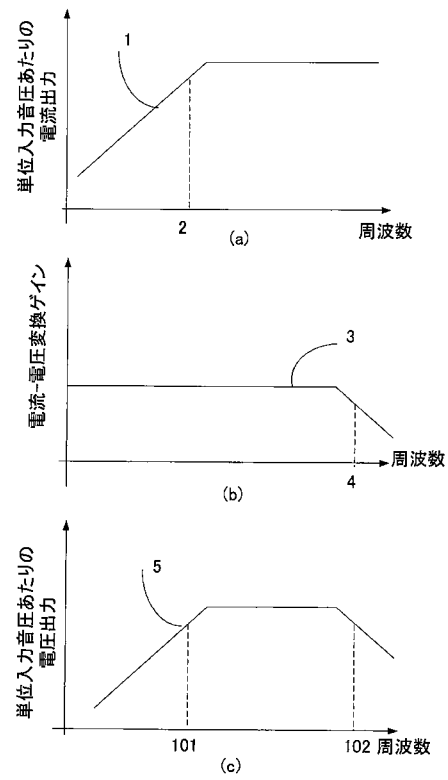 単位入力音圧あたりの
電流出力
1
2
周波数
(a)
電流-電圧変換ゲイン
3
4
周波数
(b)
単位入力音圧あたりの
電圧出力
5
101
102
周波数
(c)